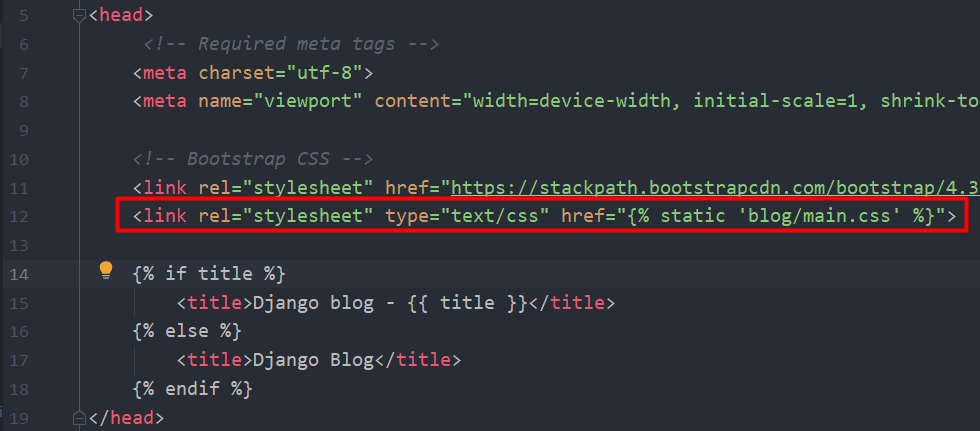 5 <head>
6 <!-- Required meta tags -->
7 <meta charset="utf-8">
8 <meta name="viewport" content="width=device-width, initial-scale=1, shrink-to
9
10 <!-- Bootstrap CSS -->
11 <link rel="stylesheet" href="https://stackpath.bootstrapcdn.com/bootstrap/4.3
12 <link rel="stylesheet" type="text/css" href="{% static 'blog/main.css' %}">
13
14 {% if title %}
15 <title>Django blog - {{ title }}</title>
16 {% else %}
17 <title>Django Blog</title>
18 {% endif %}
19 </head>